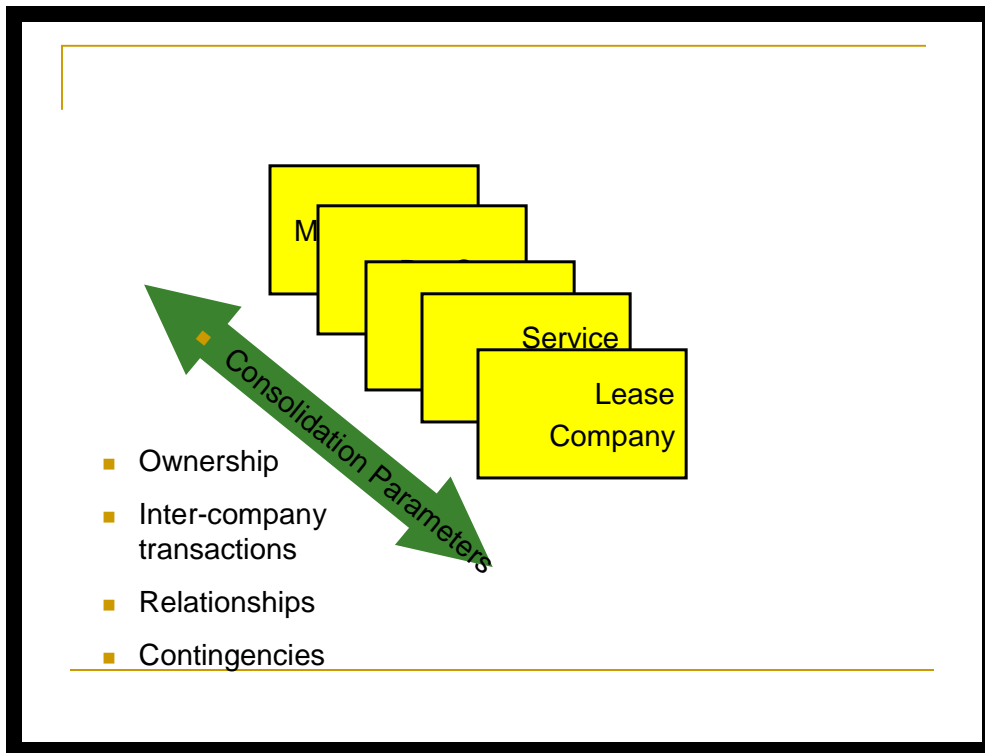 M
Service
Lease
Company
Consolidation Parameters
Ownership
Inter-company
transactions
Relationships
Contingencies